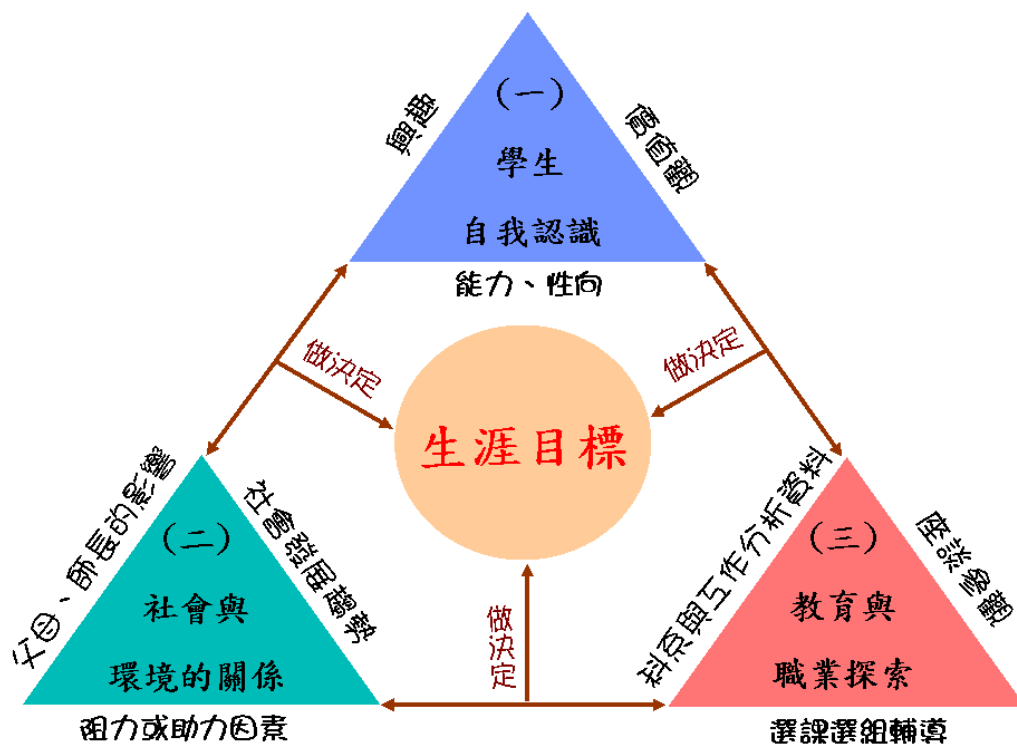 (一)
學生
自我認識
興趣
價值觀
能力、性向
做決定
做決定
生涯目標
父母、師長的影響
(二)
社會與
環境的關係
社會發展趨勢
阻力或助力因素
做決定
科系與工作分析資料
(三)
教育與
職業探索
座談參觀
選課選組輔導